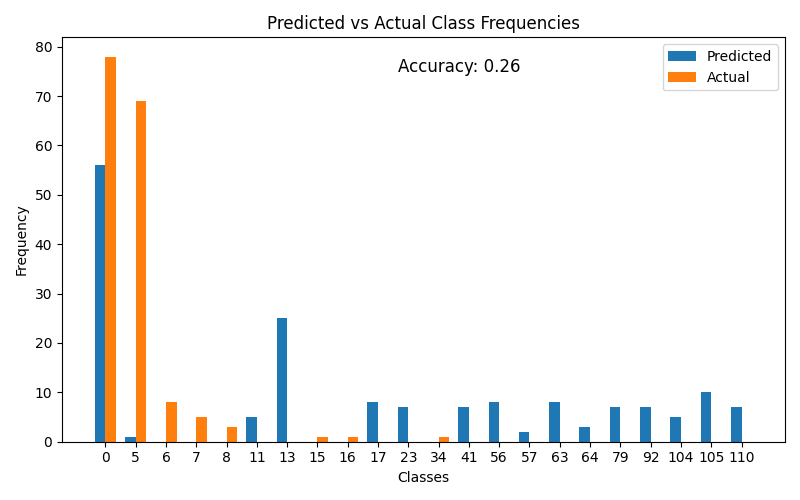 Predicted vs Actual Class Frequencies
Accuracy: 0.26
Predicted
Actual
Frequency
80
70
60
50
40
30
20
10
0
0 5 6 7 8 11 13 15 16 17 23 34 41 56 57 63 64 79 92 104 105 110
Classes